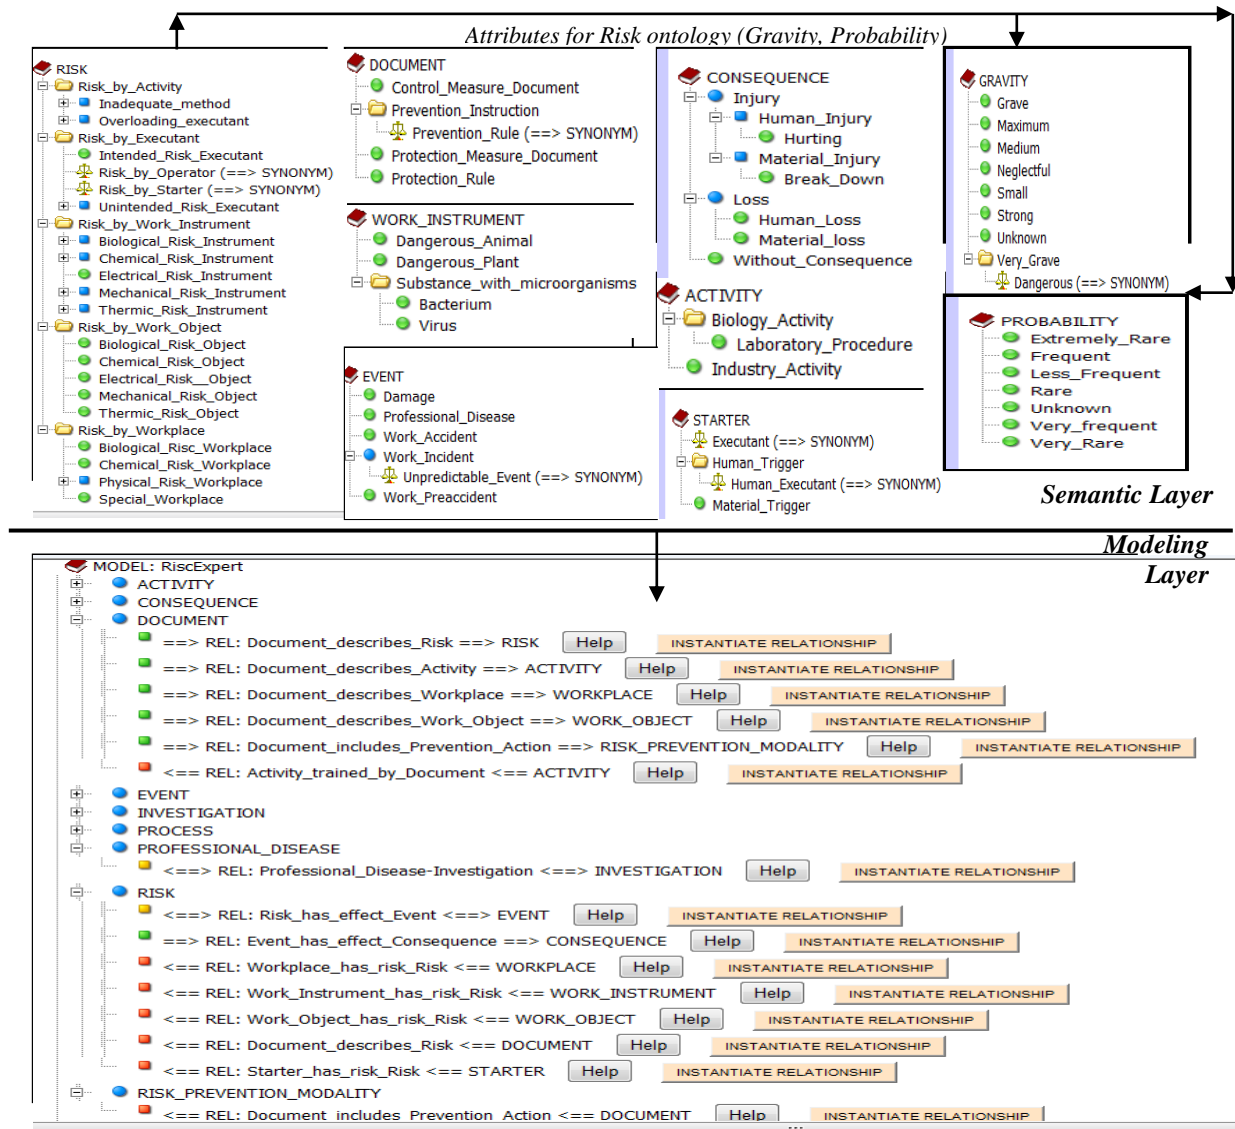 Attributes for Risk ontology (Gravity, Probability)
RISK
Risk_by_Activity
Inadequate_method
Overloading_executant
Risk_by_Executant
Intended_Risk_Executant
Risk_by_Operator (==> SYNONYM)
Risk_by_Starter (==> SYNONYM)
Unintended_Risk_Executant
Risk_by_Work_Instrument
Biological_Risk_Instrument
Chemical_Risk_Instrument
Electrical_Risk_Instrument
Mechanical_Risk_Instrument
Thermic_Risk_Instrument
Risk_by_Work_Object
Biological_Risk_Object
Chemical_Risk_Object
Electrical_Risk__Object
Mechanical_Risk_Object
Thermic_Risk_Object
Risk_by_Workplace
Biological_Risc_Workplace
Chemical_Risk_Workplace
Physical_Risk_Workplace
Special_Workplace
DOCUMENT
Control_Measure_Document
Prevention_Instruction
Prevention_Rule (==> SYNONYM)
Protection_Measure_Document
Protection_Rule
WORK_INSTRUMENT
Dangerous_Animal
Dangerous_Plant
Substance_with_microorganisms
Bacterium
Virus
EVENT
Damage
Professional_Disease
Work_Accident
Work_Incident
Unpredictable_Event (==> SYNONYM)
Work_Preaccident
CONSEQUENCE
Injury
Human_Injury
Hurting
Material_Injury
Break_Down
Loss
Human_Loss
Material_loss
Without_Consequence
ACTIVITY
Biology_Activity
Laboratory_Procedure
Industry_Activity
STARTER
Executant (==> SYNONYM)
Human_Trigger
Human_Executant (==> SYNONYM)
Material_Trigger
GRAVITY
Grave
Maximum
Medium
Neglectful
Small
Strong
Unknown
Very_Grave
Dangerous (==> SYNONYM)
PROBABILITY
Extremely_Rare
Frequent
Less_Frequent
Rare
Unknown
Very_frequent
Very_Rare
Semantic Layer
Modeling
Layer
MODEL: RiscExpert
ACTIVITY
CONSEQUENCE
DOCUMENT
==> REL: Document_describes_Risk ==> RISK Help INSTANTIATE RELATIONSHIP
==> REL: Document_describes_Activity ==> ACTIVITY Help INSTANTIATE RELATIONSHIP
==> REL: Document_describes_Workplace ==> WORKPLACE Help INSTANTIATE RELATIONSHIP
==> REL: Document_describes_Work_Object ==> WORK_OBJECT Help INSTANTIATE RELATIONSHIP
==> REL: Document_includes_Prevention_Action ==> RISK_PREVENTION_MODALITY Help INSTANTIATE RELATIONSHIP
<== REL: Activity_trained_by_Document <== ACTIVITY Help INSTANTIATE RELATIONSHIP
EVENT
INVESTIGATION
PROCESS
PROFESSIONAL_DISEASE
<==> REL: Professional_Disease-Investigation <==> INVESTIGATION Help INSTANTIATE RELATIONSHIP
RISK
<==> REL: Risk_has_effect_Event <==> EVENT Help INSTANTIATE RELATIONSHIP
==> REL: Event_has_effect_Consequence ==> CONSEQUENCE Help INSTANTIATE RELATIONSHIP
<== REL: Workplace_has_risk_Risk <== WORKPLACE Help INSTANTIATE RELATIONSHIP
<== REL: Work_Instrument_has_risk_Risk <== WORK_INSTRUMENT Help INSTANTIATE RELATIONSHIP
<== REL: Work_Object_has_risk_Risk <== WORK_OBJECT Help INSTANTIATE RELATIONSHIP
<== REL: Document_describes_Risk <== DOCUMENT Help INSTANTIATE RELATIONSHIP
<== REL: Starter_has_risk_Risk <== STARTER Help INSTANTIATE RELATIONSHIP
RISK_PREVENTION_MODALITY
<== REL: Document_includes_Prevention_Action <== DOCUMENT Help INSTANTIATE RELATIONSHIP